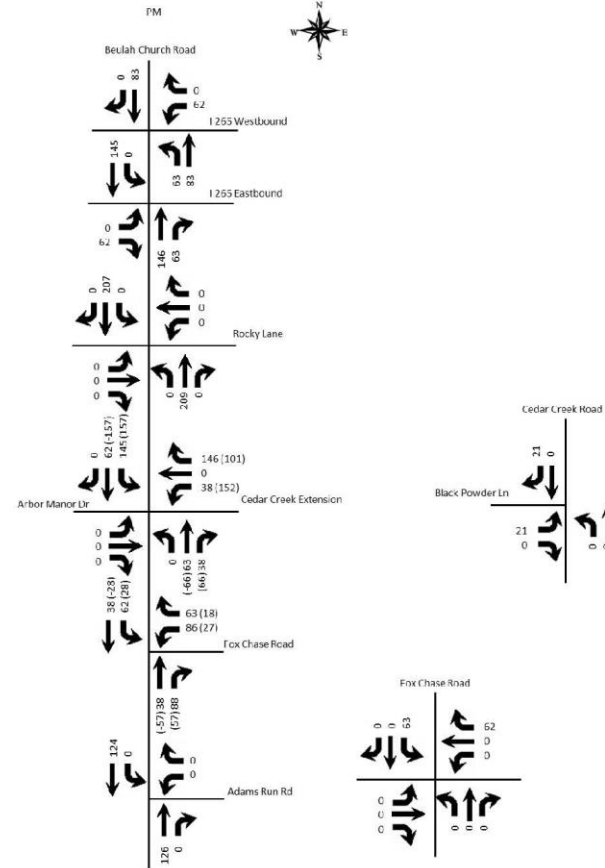 PM
N
W E
S
Beulah Church Road
0 83
0
62
I 265 Westbound
145 0
63 83
I 265 Eastbound
0
62
146 63
0 207 0
0
0
0
Rocky Lane
0
0
0
0 209 0
0 62 (-157) 145 (157)
146 (101)
0
38 (152)
Arbor Manor Dr
Cedar Creek Extension
0
0
0
0 (-66) 63 (66) 38
38 (-28) 62 (28)
63 (18)
86 (27)
Fox Chase Road
(-57) 38 (57) 88
124 0
0
0
Adams Run Rd
126 0
Cedar Creek Road
21 0
Black Powder Ln
21
0
0 0
Fox Chase Road
0 0 63
62
0
0
0
0
0
0 0 0